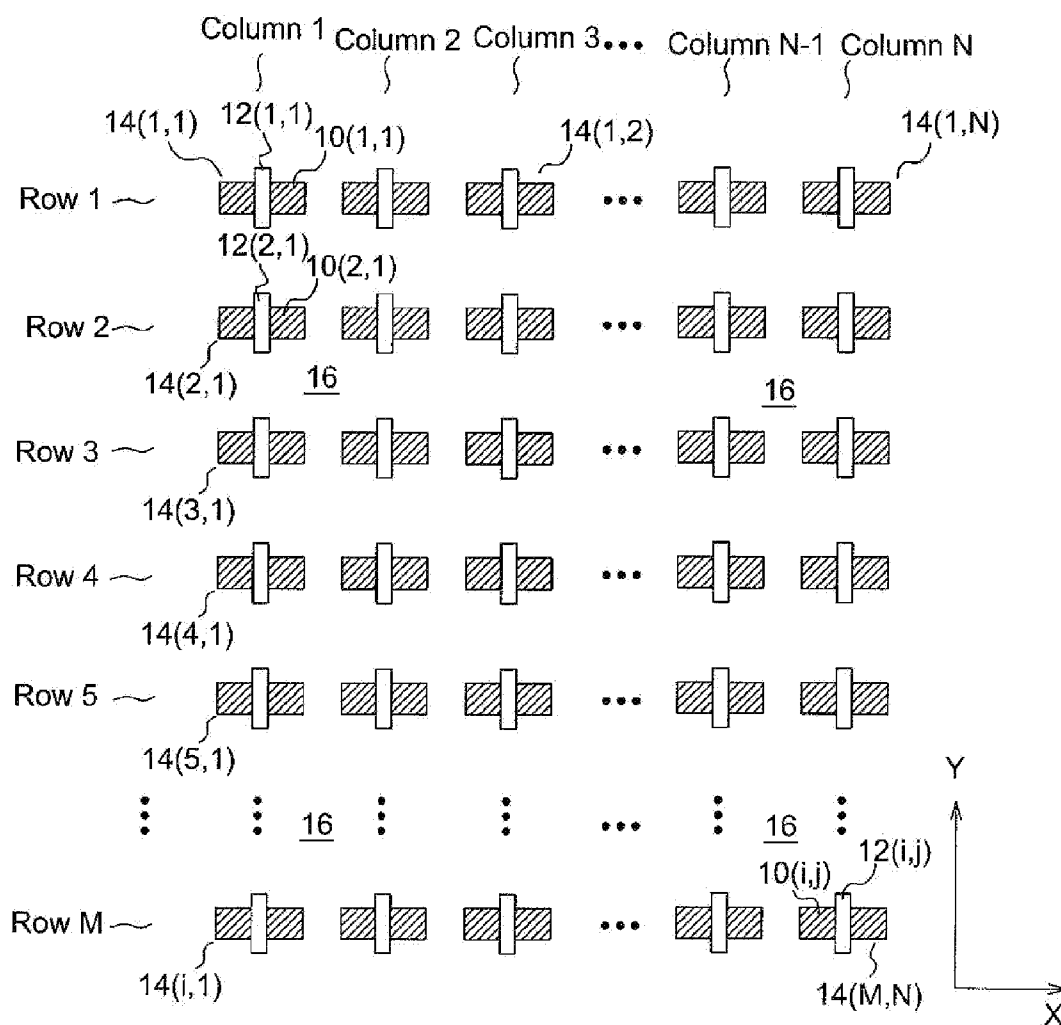 Column 1
Column 2
Column 3
Column N-1
Column N
14(1,1)
12(1,1)
10(1,1)
14(1,2)
14(1,N)
Row 1
12(2,1)
10(2,1)
Row 2
14(2,1)
16
16
Row 3
14(3,1)
Row 4
14(4,1)
Row 5
14(5,1)
16
16
12(i,j)
10(i,j)
Row M
14(i,1)
14(M,N)
Y
X